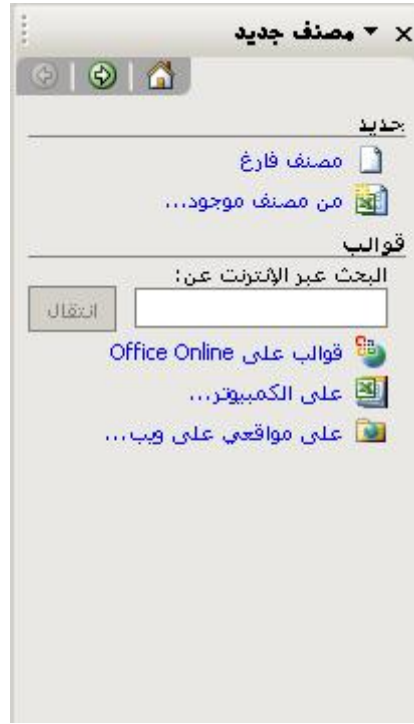 مصنف جديد
جديد
مصنف فارغ
من مصنف موجود...
قوالب
البحث عبر الإنترنت عن:
انتقال
قوالب على Office Online
على الكمبيوتر...
على مواقعي على ويب...